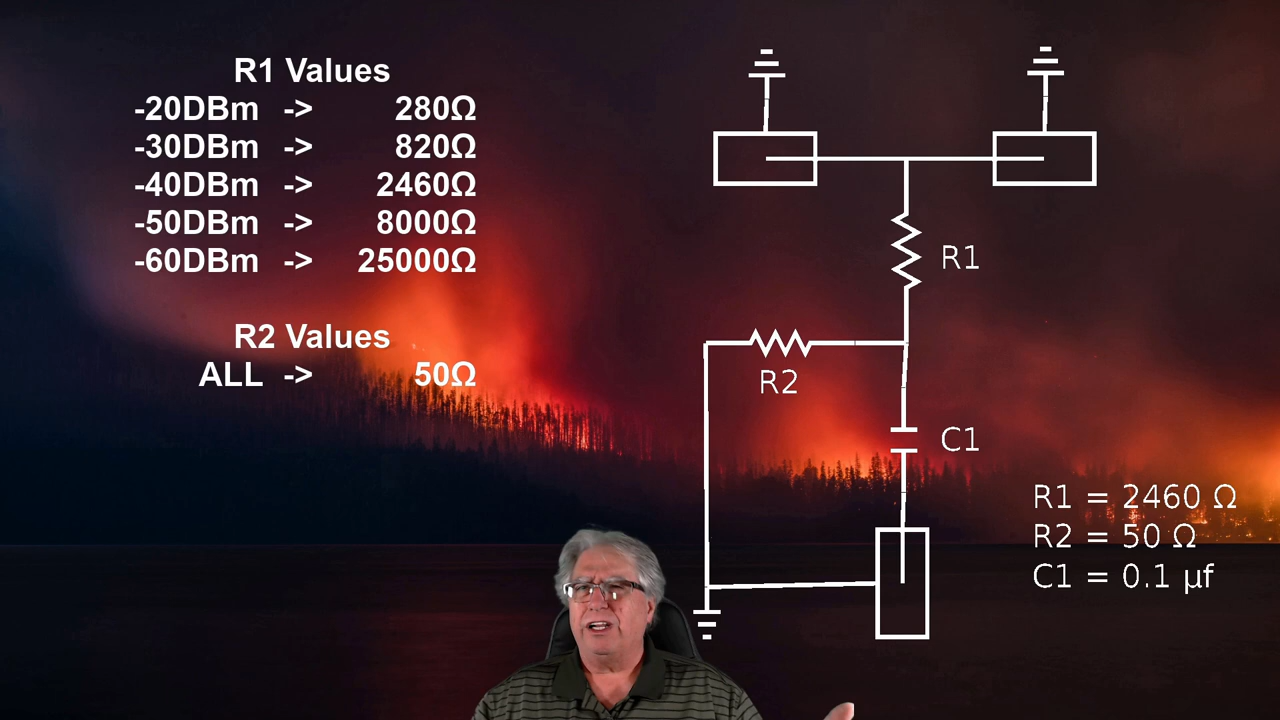 R1 Values
-20DBm -> 280Ω
-30DBm -> 820Ω
-40DBm -> 2460Ω
-50DBm -> 8000Ω
-60DBm -> 25000Ω
R2 Values
ALL -> 50Ω
R1
R2
C1
R1 = 2460 Ω
R2 = 50 Ω
C1 = 0.1 µf